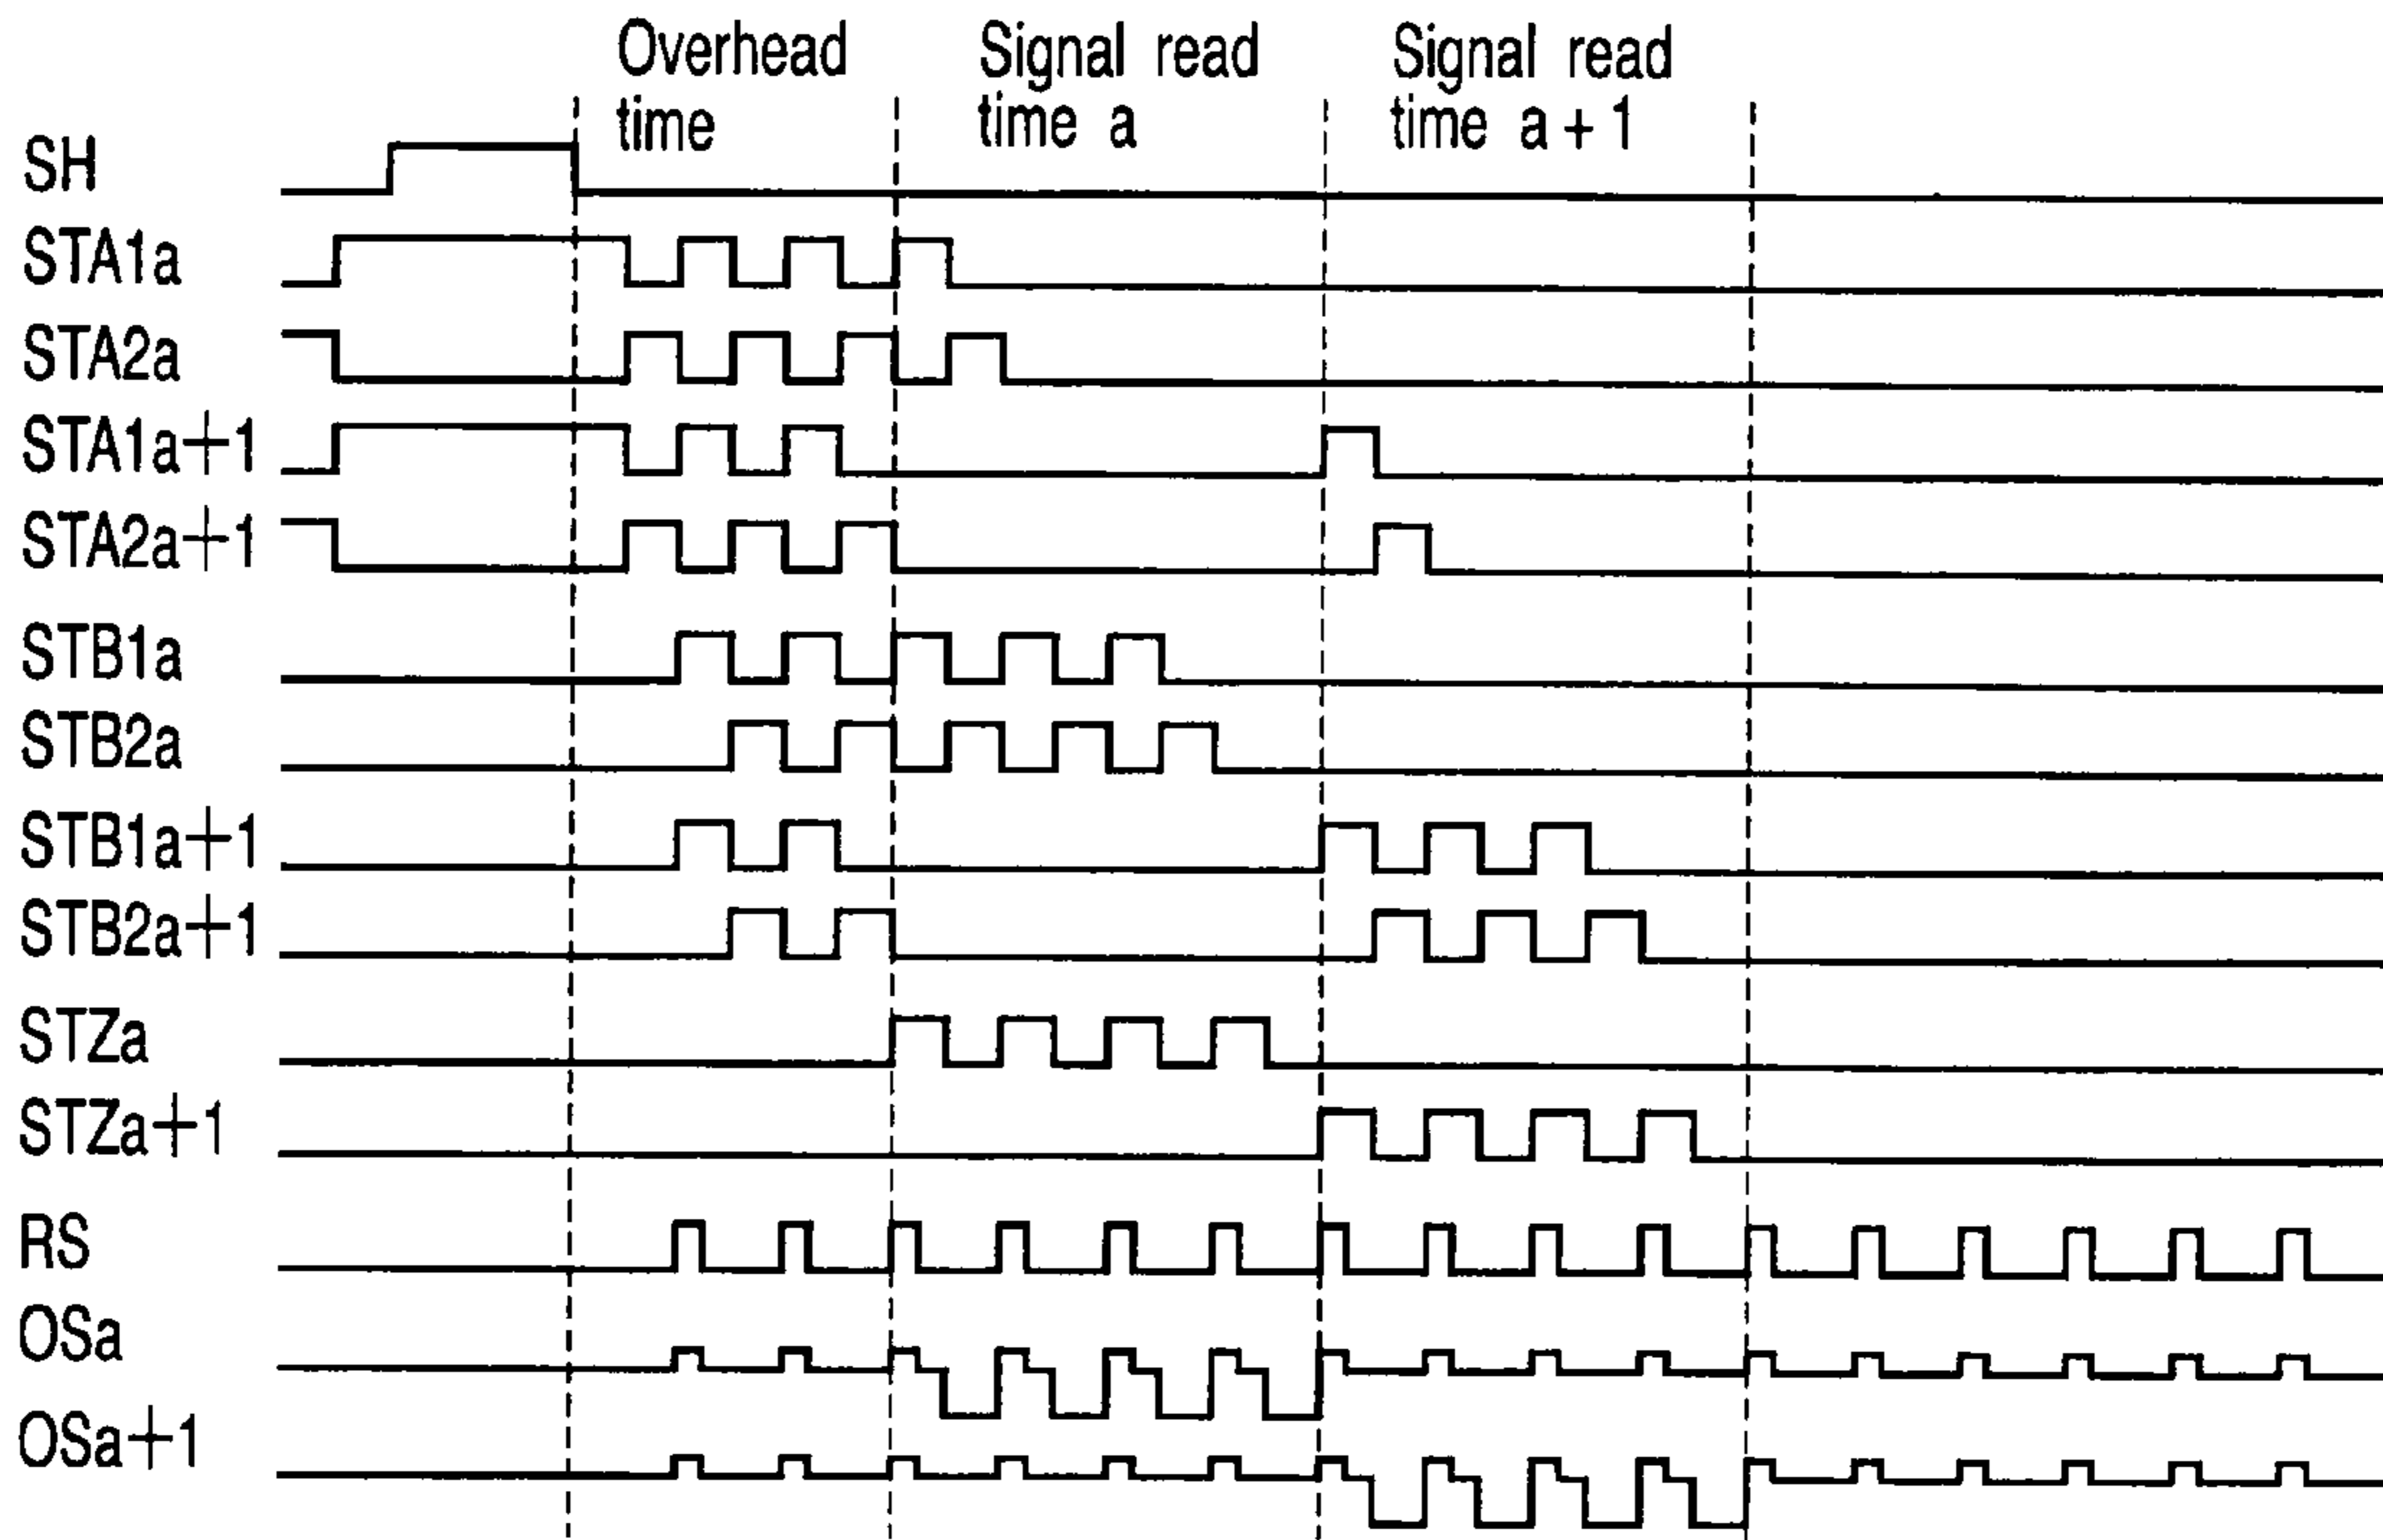 Overhead
time
Signal read
time a
Signal read
time a + 1
SH
STA1a
STA2a
STA1a+1
STA2a+1
STB1a
STB2a
STB1a+1
STB2a+1
STZa
STZa+1
RS
OSa
OSa+1